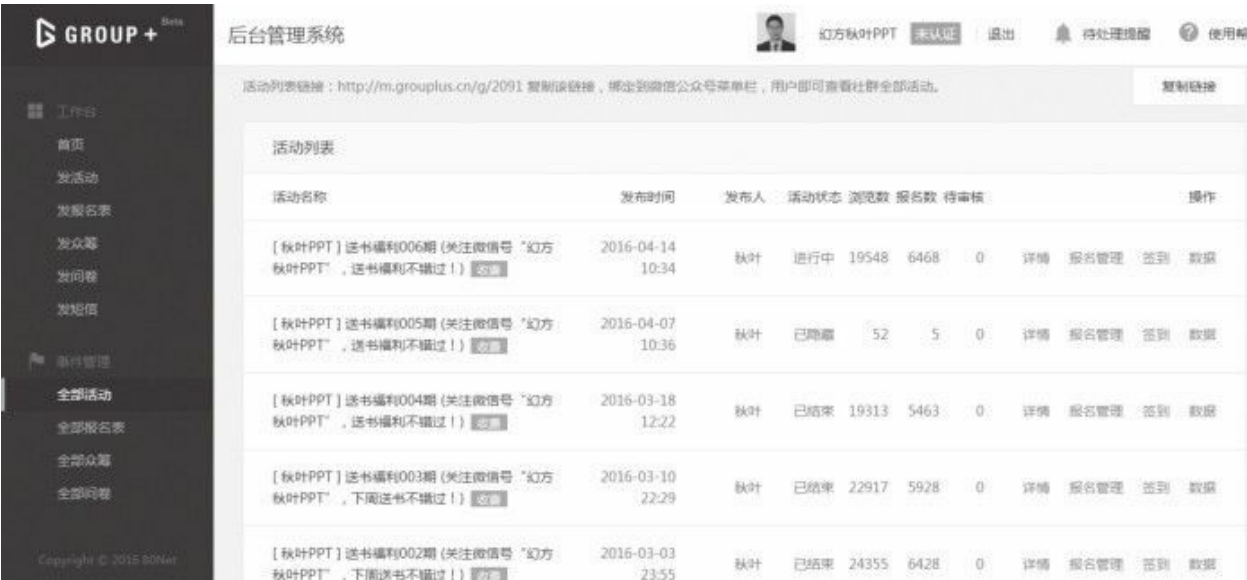 GROUP + Beta
后台管理系统
幻方秋叶PPT 未认证 退出 待处理提醒 使用帮
活动列表链接：http://m.grouplus.cn/g/2091 复制该链接，绑定到微信公众号菜单栏，用户即可查看社群全部活动。
复制链接
工作台
首页
发活动
发报名表
发众筹
发问卷
发短信
事件管理
全部活动
全部报名表
全部众筹
全部问卷
Copyright © 2016 80Net
活动列表
活动名称 发布时间 发布人 活动状态 浏览数 报名数 待审核 操作
[ 秋叶PPT ] 送书福利006期 (关注微信号“幻方 2016-04-14
秋叶PPT”，送书福利不错过！) 10:34
秋叶 进行中 19548 6468 0 详情 报名管理 签到 数据
[ 秋叶PPT ] 送书福利005期 (关注微信号“幻方 2016-04-07
秋叶PPT”，送书福利不错过！) 10:36
秋叶 已隐藏 52 5 0 详情 报名管理 签到 数据
[ 秋叶PPT ] 送书福利004期 (关注微信号“幻方 2016-03-18
秋叶PPT”，送书福利不错过！) 12:22
秋叶 已结束 19313 5463 0 详情 报名管理 签到 数据
[ 秋叶PPT ] 送书福利003期 (关注微信号“幻方 2016-03-10
秋叶PPT”，下周送书不错过！) 22:29
秋叶 已结束 22917 5928 0 详情 报名管理 签到 数据
[ 秋叶PPT ] 送书福利002期 (关注微信号“幻方 2016-03-03
秋叶PPT”，下周送书不错过！) 23:55
秋叶 已结束 24355 6428 0 详情 报名管理 签到 数据